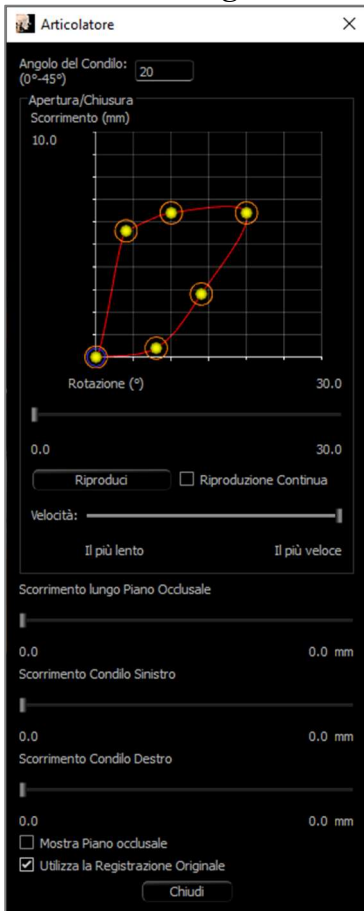 Articolatore
Angolo del Condilo: 20
(0°-45°)
Apertura/Chiusura
Scorrimento (mm)
10.0
Rotazione (°) 30.0
0.0 30.0
Riproduci Riproduzione Continua
Velocità:
Il più lento Il più veloce
Scorrimento lungo Piano Occlusale
0.0 0.0 mm
Scorrimento Condilo Sinistro
0.0 0.0 mm
Scorrimento Condilo Destro
0.0 0.0 mm
Mostra Piano occlusale
Utilizza la Registrazione Originale
Chiudi